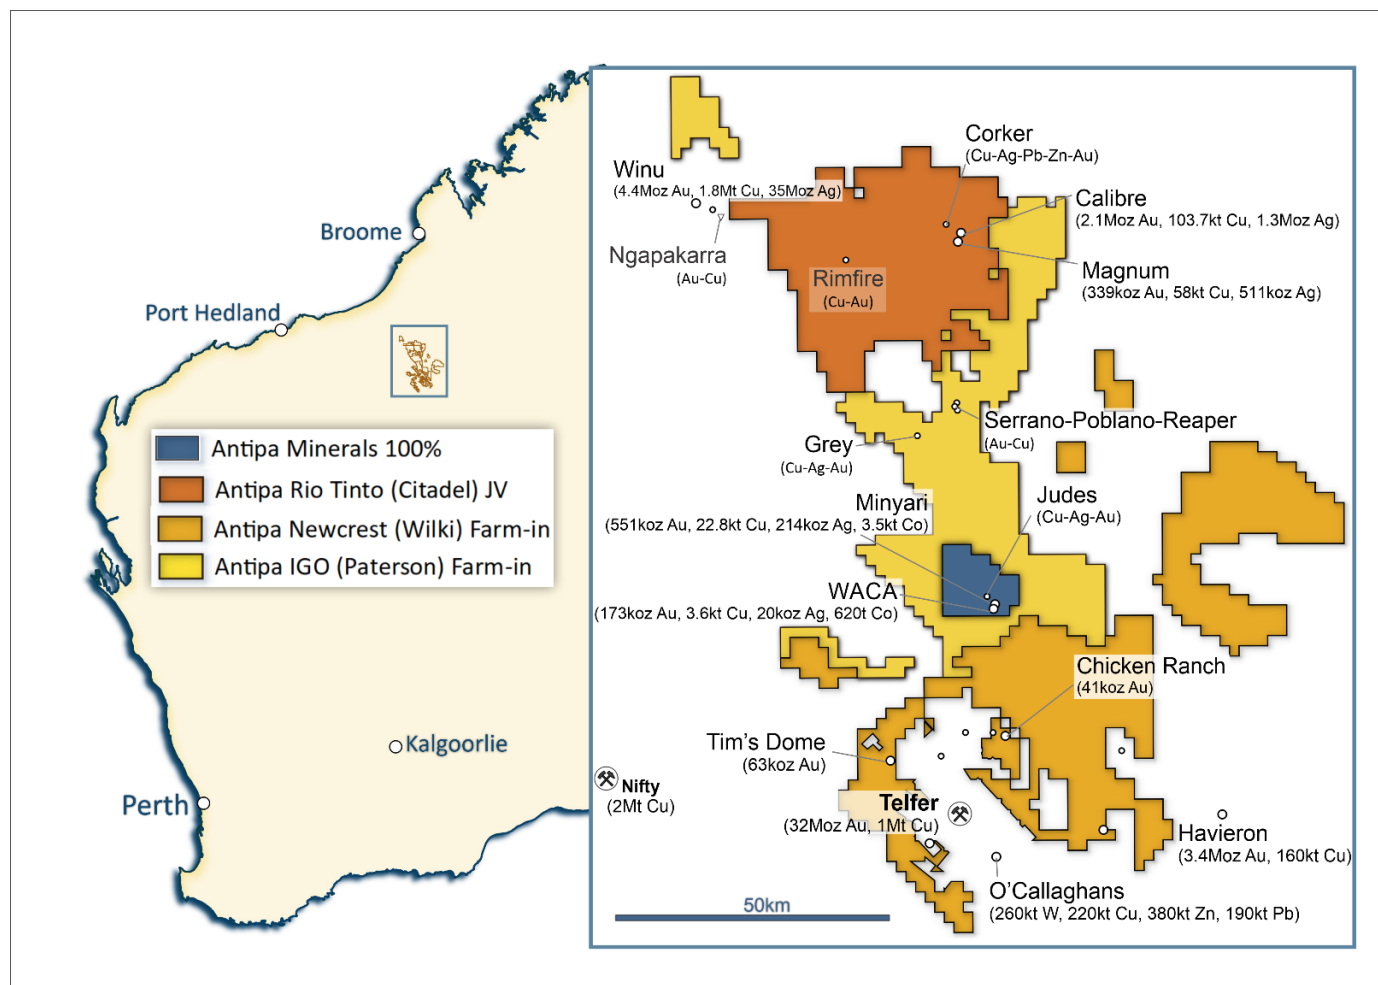 Broome
Port Hedland
Kalgoorlie
Perth
Antipa Minerals 100%
Antipa Rio Tinto (Citadel) JV
Antipa Newcrest (Wilki) Farm-in
Antipa IGO (Paterson) Farm-in
Corker
(Cu-Ag-Pb-Zn-Au)
Winu
(4.4Moz Au, 1.8Mt Cu, 35Moz Ag)
Calibre
(2.1Moz Au, 103.7kt Cu, 1.3Moz Ag)
Ngapakarra
(Au-Cu)
Rimfire
(Cu-Au)
Magnum
(339koz Au, 58kt Cu, 511koz Ag)
Serrano-Poblano-Reaper
(Au-Cu)
Grey
(Cu-Ag-Au)
Minyari
(551koz Au, 22.8kt Cu, 214koz Ag, 3.5kt Co)
Judes
(Cu-Ag-Au)
WACA
(173koz Au, 3.6kt Cu, 20koz Ag, 620t Co)
Chicken Ranch
(41koz Au)
Tim's Dome
(63koz Au)
Nifty
(2Mt Cu)
Telfer
(32Moz Au, 1Mt Cu)
Havieron
(3.4Moz Au, 160kt Cu)
O'Callaghans
(260kt W, 220kt Cu, 380kt Zn, 190kt Pb)
50km